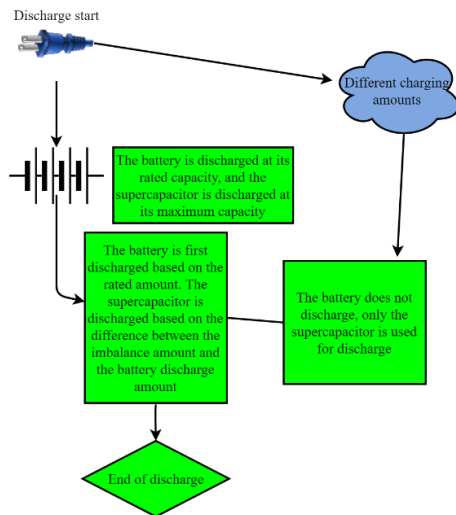 Discharge start
Different charging
amounts
The battery is discharged at its
rated capacity, and the
supercapacitor is discharged at
its maximum capacity
The battery is first
discharged based on the
rated amount. The
supercapacitor is
discharged based on
the difference between the
imbalance amount and
the battery discharge
amount
The battery does not
discharge, only the
supercapacitor is used
for discharge
End of discharge